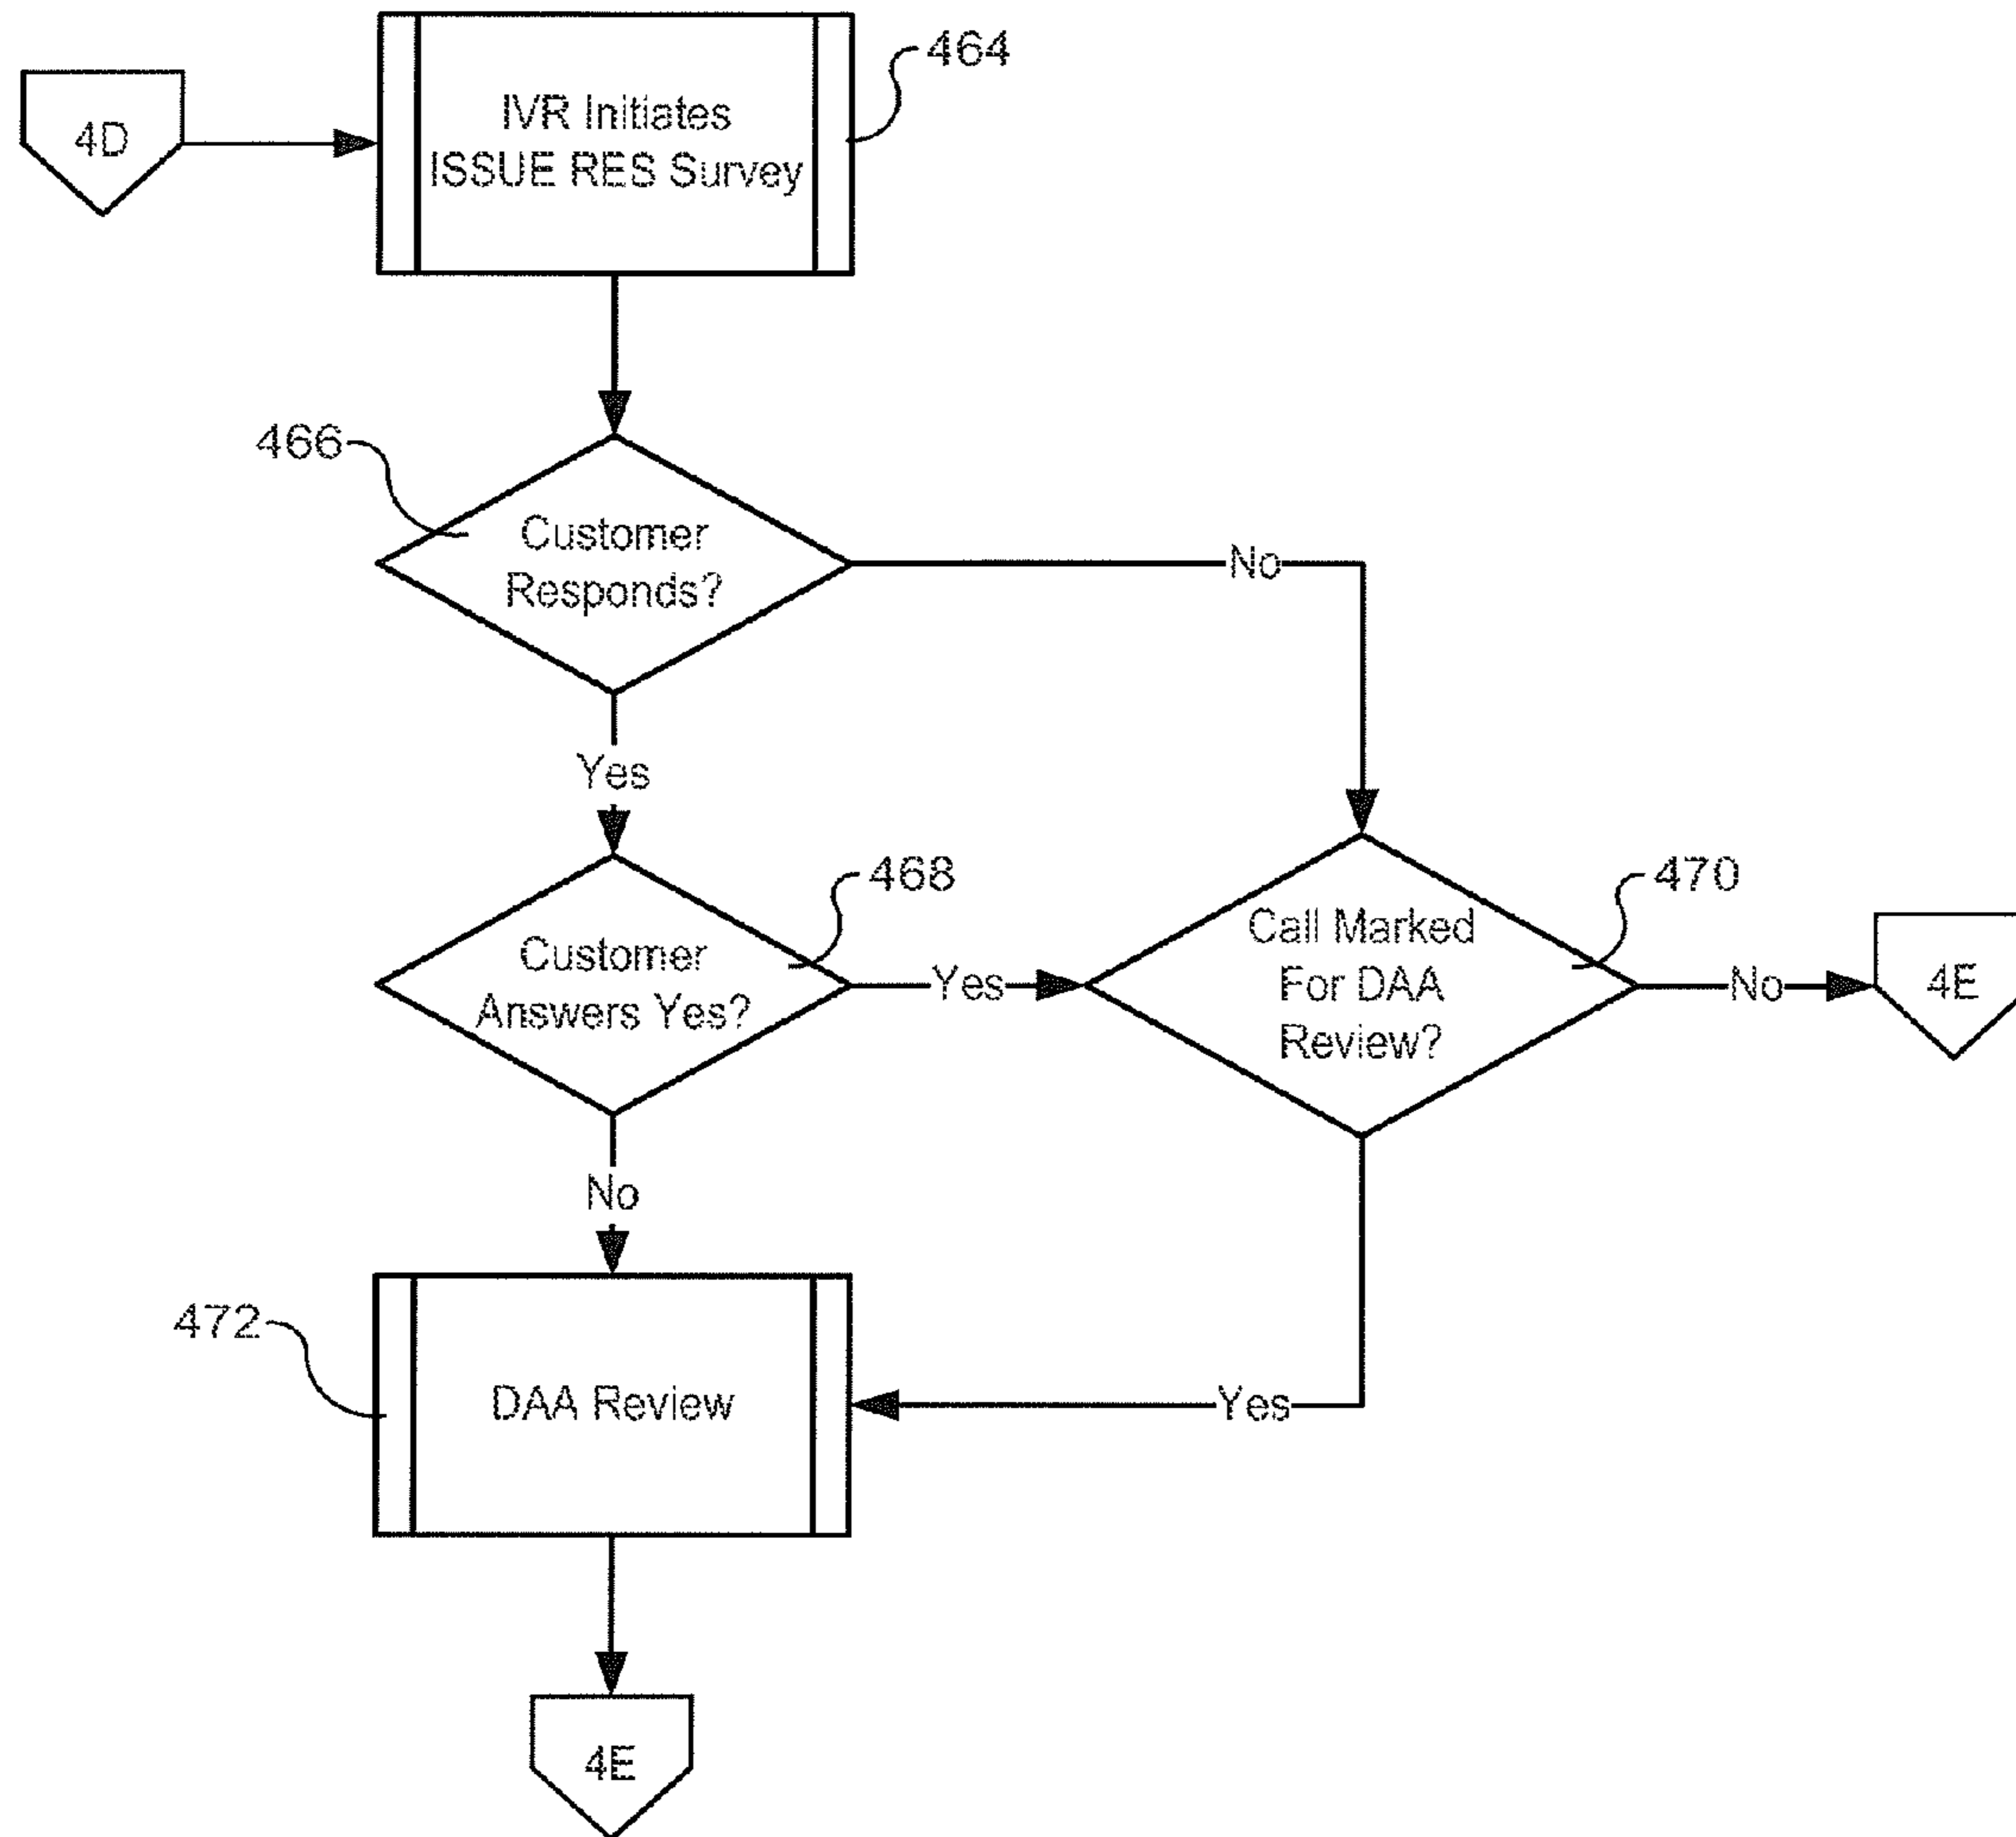 464
4D
IVR Initiates
ISSUE RES Survey
466
Customer
Responds?
No
Yes
468
470
Customer
Answers Yes?
Yes
Call Marked
For DAA
Review?
No
4E
No
472
DAA Review
Yes
4E